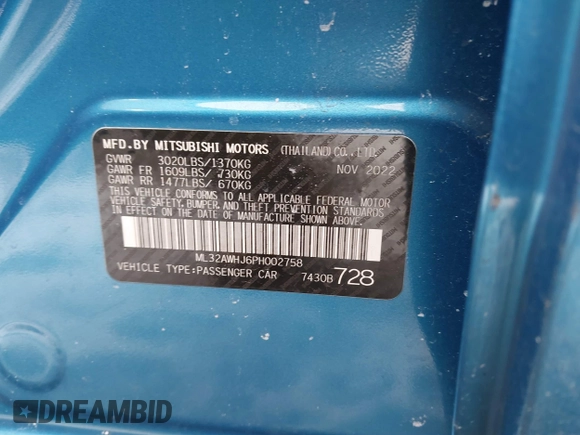 MFD.BY MITSUBISHI MOTORS (THAILAND) CO.,LTD.
GVWR 3020LBS/1370KG NOV 2022
GAWR FR 1609LBS/ 730KG
GAWR RR 1477LBS/ 670KG
THIS VEHICLE CONFORMS TO ALL APPLICABLE FEDERAL MOTOR
VEHICLE SAFETY,BUMPER,AND THEFT PREVENTION STANDARDS
IN EFFECT ON THE DATE OF MANUFACTURE SHOWN ABOVE.
ML32AWHJ6PH002758
VEHICLE TYPE:PASSENGER CAR 7430B 728
DREAMBID